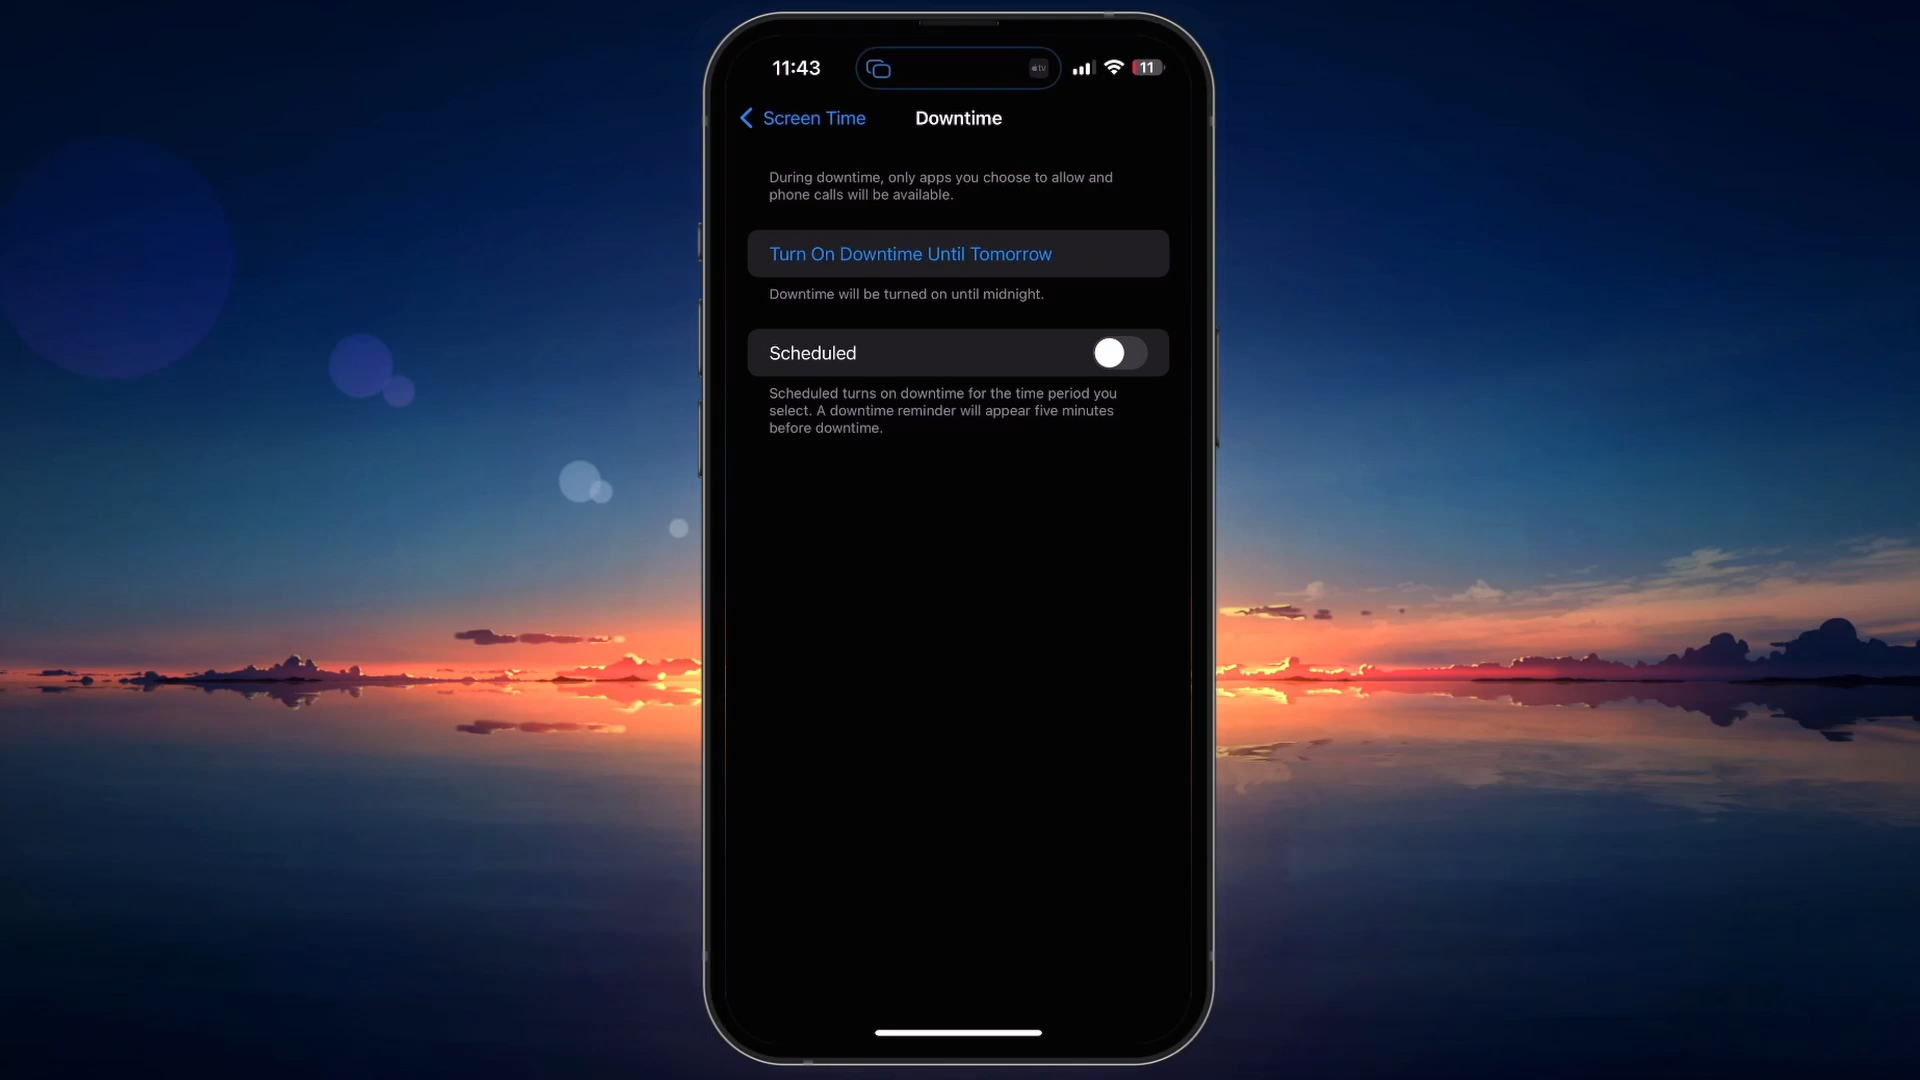 11:43
tv
11
Screen Time
Downtime
During downtime, only apps you choose to allow and
phone calls will be available.
Turn On Downtime Until Tomorrow
Downtime will be turned on until midnight.
Scheduled
Scheduled turns on downtime for the time period you
select. A downtime reminder will appear five minutes
before downtime.